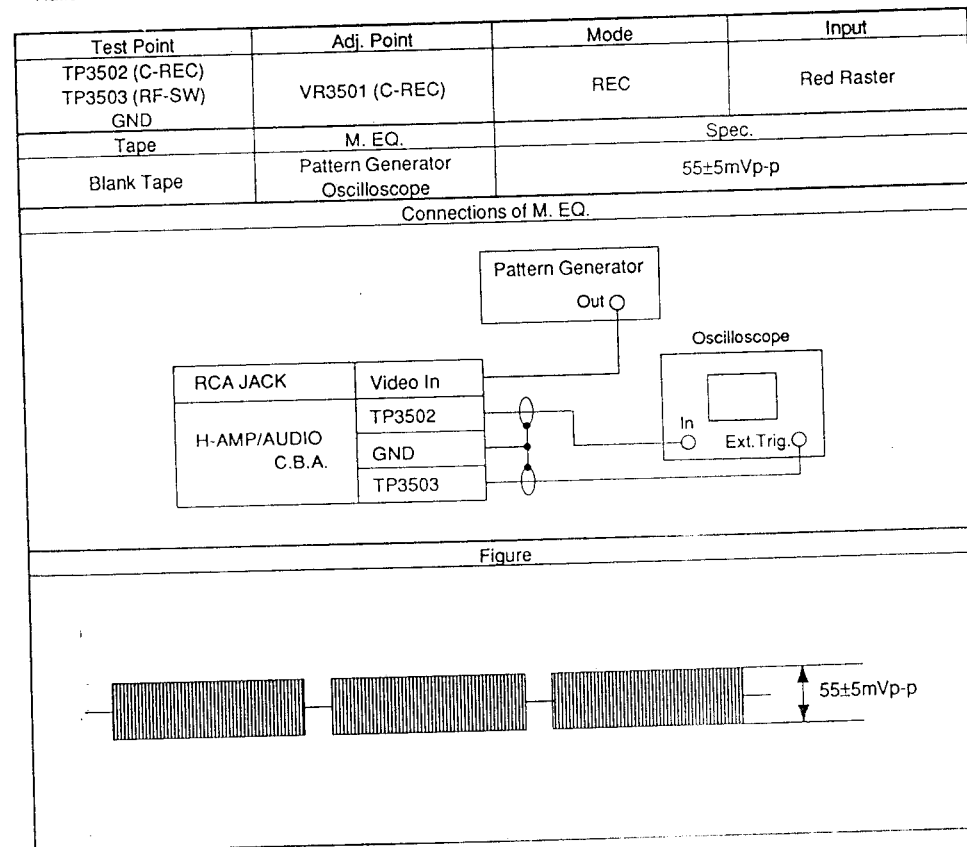 Test Point Adj. Point Mode Input
TP3502 (C-REC)
TP3503 (RF-SW)
GND
VR3501 (C-REC)
REC
Red Raster
Tape M. EQ. Spec.
Blank Tape
Pattern Generator
Oscilloscope
55±5mVp-p
Connections of M. EQ.
Pattern Generator
Out
Oscilloscope
In
Ext.Trig.
RCA JACK
Video In
H-AMP/AUDIO
C.B.A.
TP3502
GND
TP3503
Figure
55±5mVp-p